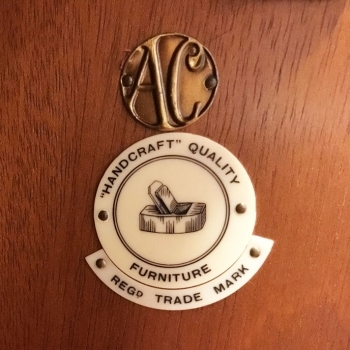 AC
"HANDCRAFT" QUALITY
FURNITURE
REGD TRADE MARK